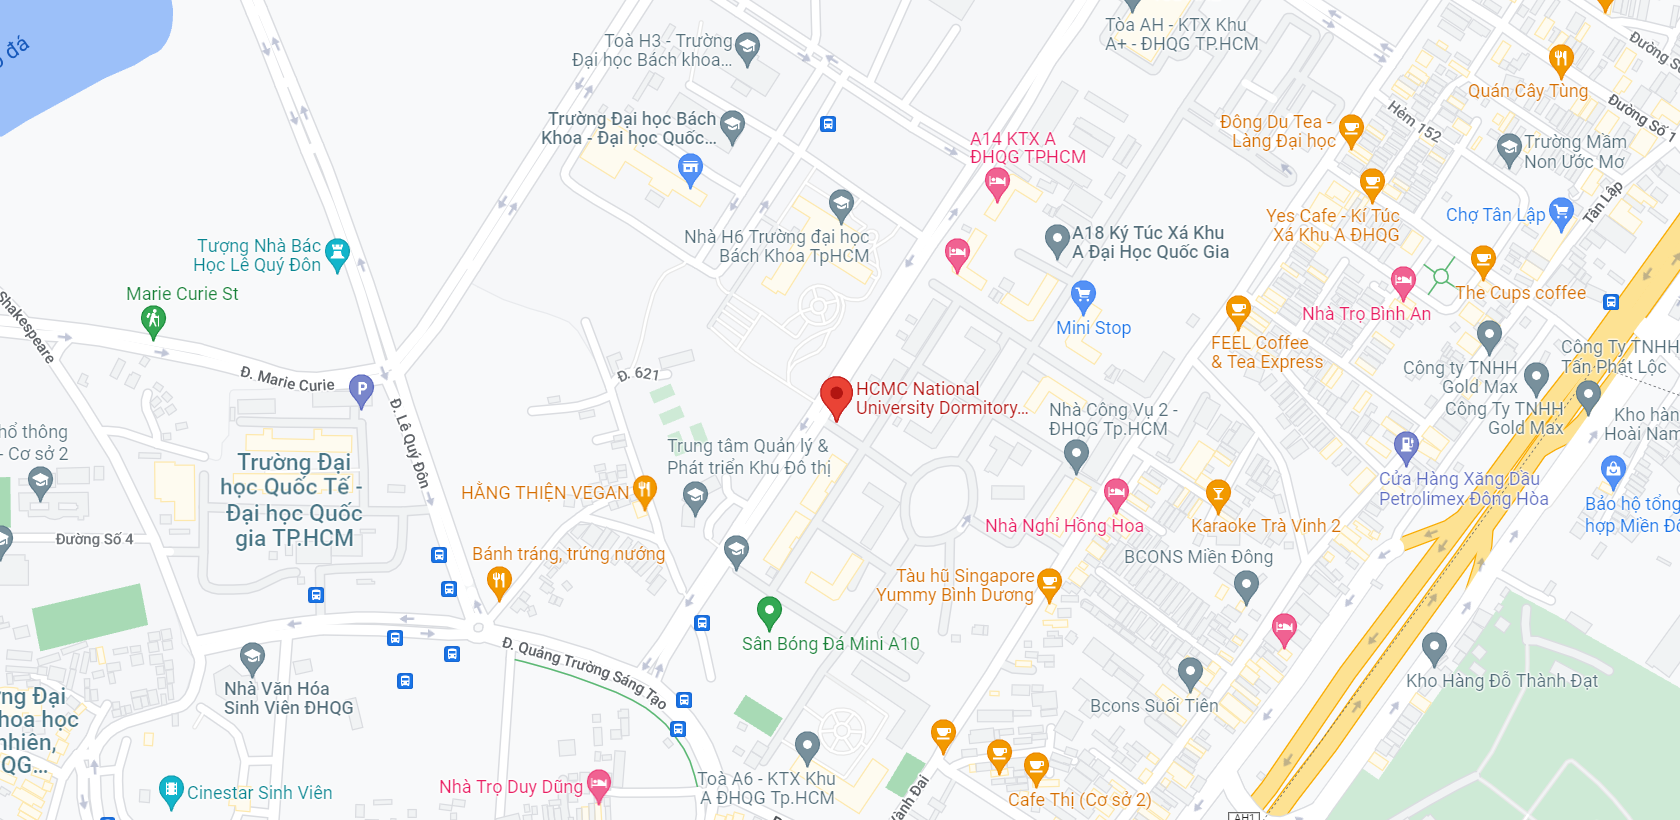 đá
Toà H3 - Trường
Đại học Bách khoa...
Tòa AH - KTX Khu
A+ - ĐHQG TP.HCM
Quán Cây Tùng
Đường Số 1
Hẻm 152
Trường Đại học Bách
Khoa - Đại học Quốc...
A14 KTX A
ĐHQG TPHCM
Đông Du Tea -
Làng Đại học
Trường Mầm
Non Ước Mơ
Tân Lập
Chợ Tân Lập
Yes Cafe - Kí Túc
Xá Khu A ĐHQG
A18 Ký Túc Xá Khu
A Đại Học Quốc Gia
Nhà H6 Trường đại học
Bách Khoa TpHCM
Tượng Nhà Bác
Học Lê Quý Đôn
Marie Curie St
Shakespeare
The Cups coffee
Nhà Trọ Bình An
Mini Stop
FEEL Coffee
& Tea Express
Công Ty TNHH
Tấn Phát Lộc
Công ty TNHH
Gold Max
Công Ty TNHH
Gold Max
Kho hàn
Hoài Nam
Đ. Marie Curie
P
Đ. 621
Đ. Lê Quý Đôn
HCMC National
University Dormitory...
Nhà Công Vụ 2 -
ĐHQG Tp.HCM
Trung tâm Quản lý &
Phát triển Khu Đô thị
hổ thông
- Cơ sở 2
Trường Đại
học Quốc Tế -
Đại học Quốc
gia TP.HCM
HẰNG THIỆN VEGAN
Cửa Hàng Xăng Dầu
Petrolimex Đông Hòa
Bảo hộ tổng
hợp Miền Đô
Nhà Nghỉ Hồng Hoa
Karaoke Trà Vinh 2
Đường Số 4
Bánh tráng, trứng nướng
BCONS Miền Đông
Tàu hũ Singapore
Yummy Bình Dương
Sân Bóng Đá Mini A10
Đ. Quảng Trường Sáng Tạo
Nhà Văn Hóa
Sinh Viên ĐHQG
Kho Hàng Đỗ Thành Đạt
Bcons Suối Tiên
ng Đại
hoa học
nhiên,
QG...
Toà A6 - KTX Khu
A ĐHQG Tp.HCM
Nhà Trọ Duy Dũng
Cinestar Sinh Viên
Cafe Thị (Cơ sở 2)
Vành Đai
AH1